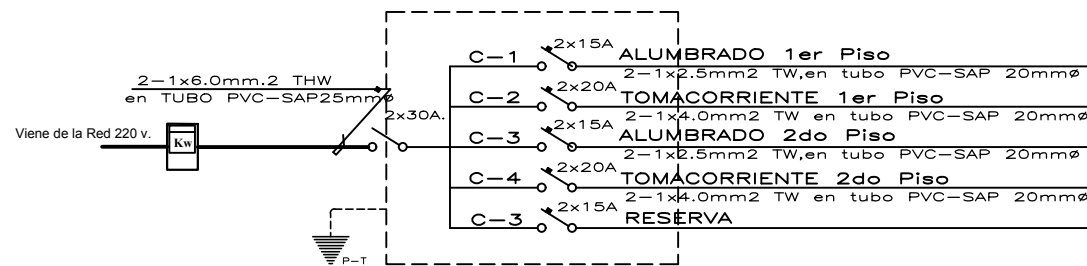 C-1 2x15A ALUMBRADO 1er Piso
2-1x2.5mm2 TW,en tubo PVC-SAP 20mmø
2-1x6.0mm.2 THW
en TUBO PVC-SAP25mmø
C-2 2x20A TOMACORRIENTE 1er Piso
2-1x4.0mm2 TW en tubo PVC-SAP 20mmø
Viene de la Red 220 v.
Kw
2x30A.
C-3 2x15A ALUMBRADO 2do Piso
2-1x2.5mm2 TW,en tubo PVC-SAP 20mmø
C-4 2x20A TOMACORRIENTE 2do Piso
2-1x4.0mm2 TW en tubo PVC-SAP 20mmø
C-3 2x15A RESERVA
P-T